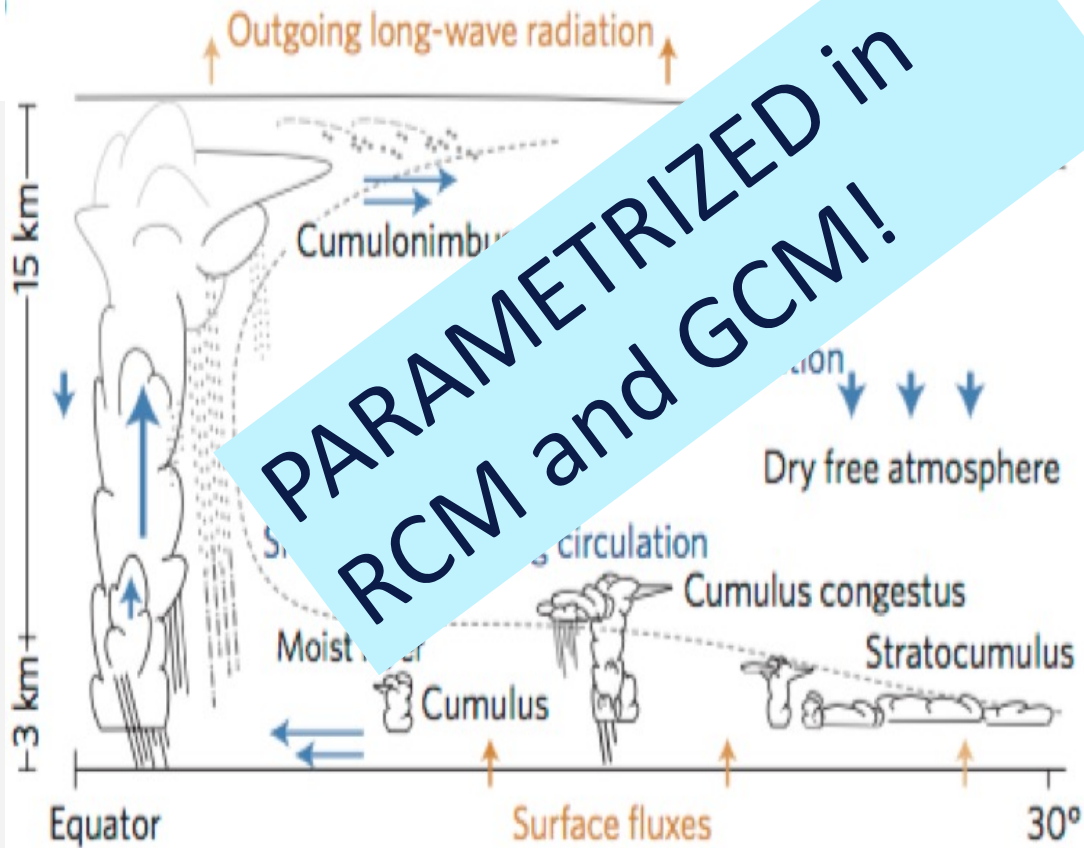 Outgoing long-wave radiation
15 km
PARAMETRIZED in
RCM and GCM!
Dry free atmosphere
circulation
Cumulus congestus
Moist
Stratocumulus
3 km
Cumulus
Equator
Surface fluxes
30°